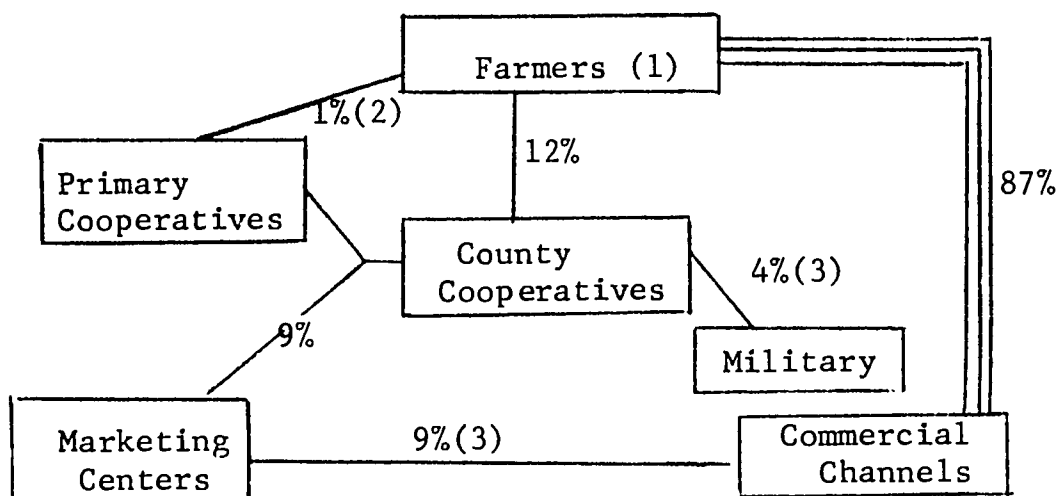 Farmers (1)
1%(2)
12%
87%
Primary
Cooperatives
County
Cooperatives
4%(3)
9%
Military
Marketing
Centers
9%(3)
Commercial
Channels